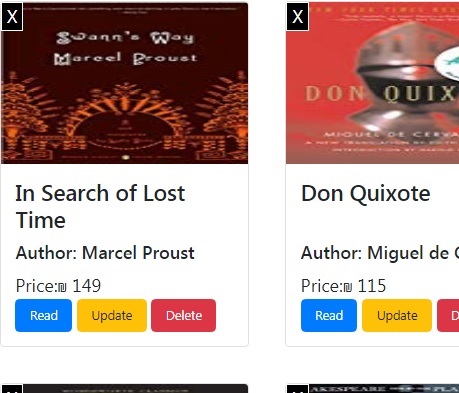 X
Swann's Way
Marcel Proust
In Search of Lost
Time
Author: Marcel Proust
Price:₪ 149
Read Update Delete
X
DON QUIX
MIGUEL DE CERVA
Don Quixote
Author: Miguel de
Price:₪ 115
Read Update D
AKESPEARE